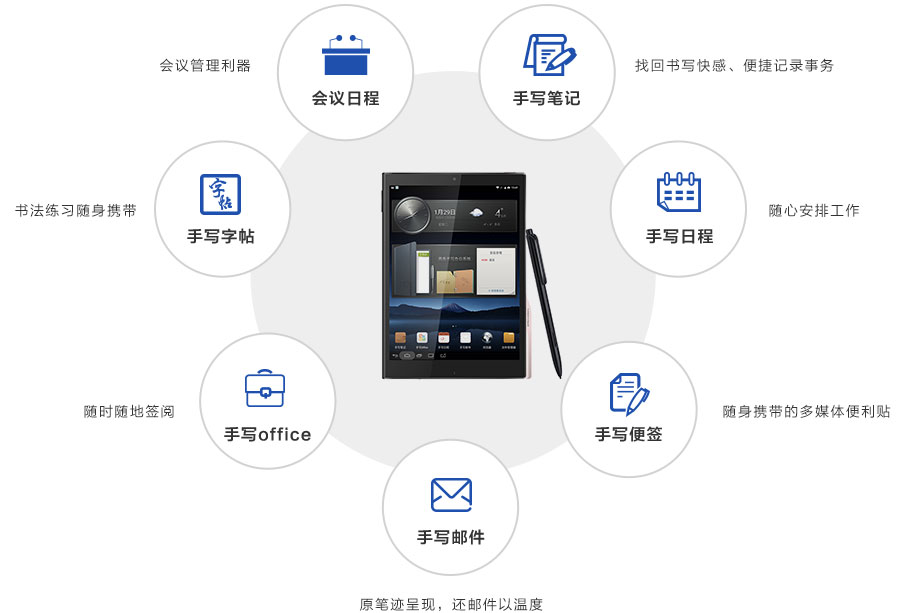 会议管理利器
会议日程
手写笔记
找回书写快感、便捷记录事务
书法练习随身携带
字帖
手写字帖
手写日程
随心安排工作
1月29日
随时随地签阅
手写office
手写便签
随身携带的多媒体便利贴
手写邮件
原笔迹呈现，还邮件以温度